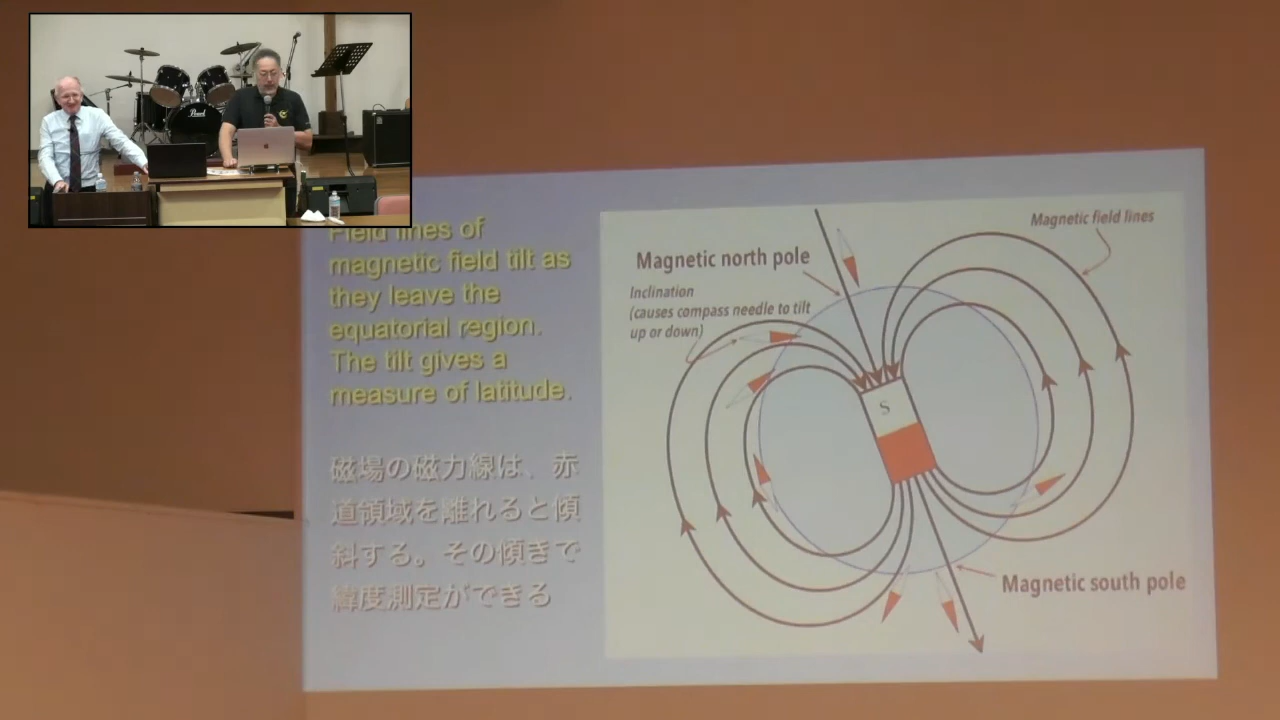 Field lines of
magnetic field tilt as
they leave the
equatorial region.
The tilt gives a
measure of latitude.
磁場の磁力線は、赤
道領域を離れると傾
斜する。その傾きで
緯度測定ができる
Magnetic field lines
Magnetic north pole
Inclination
(causes compass needle to tilt
up or down)
S
Magnetic south pole
Pearl